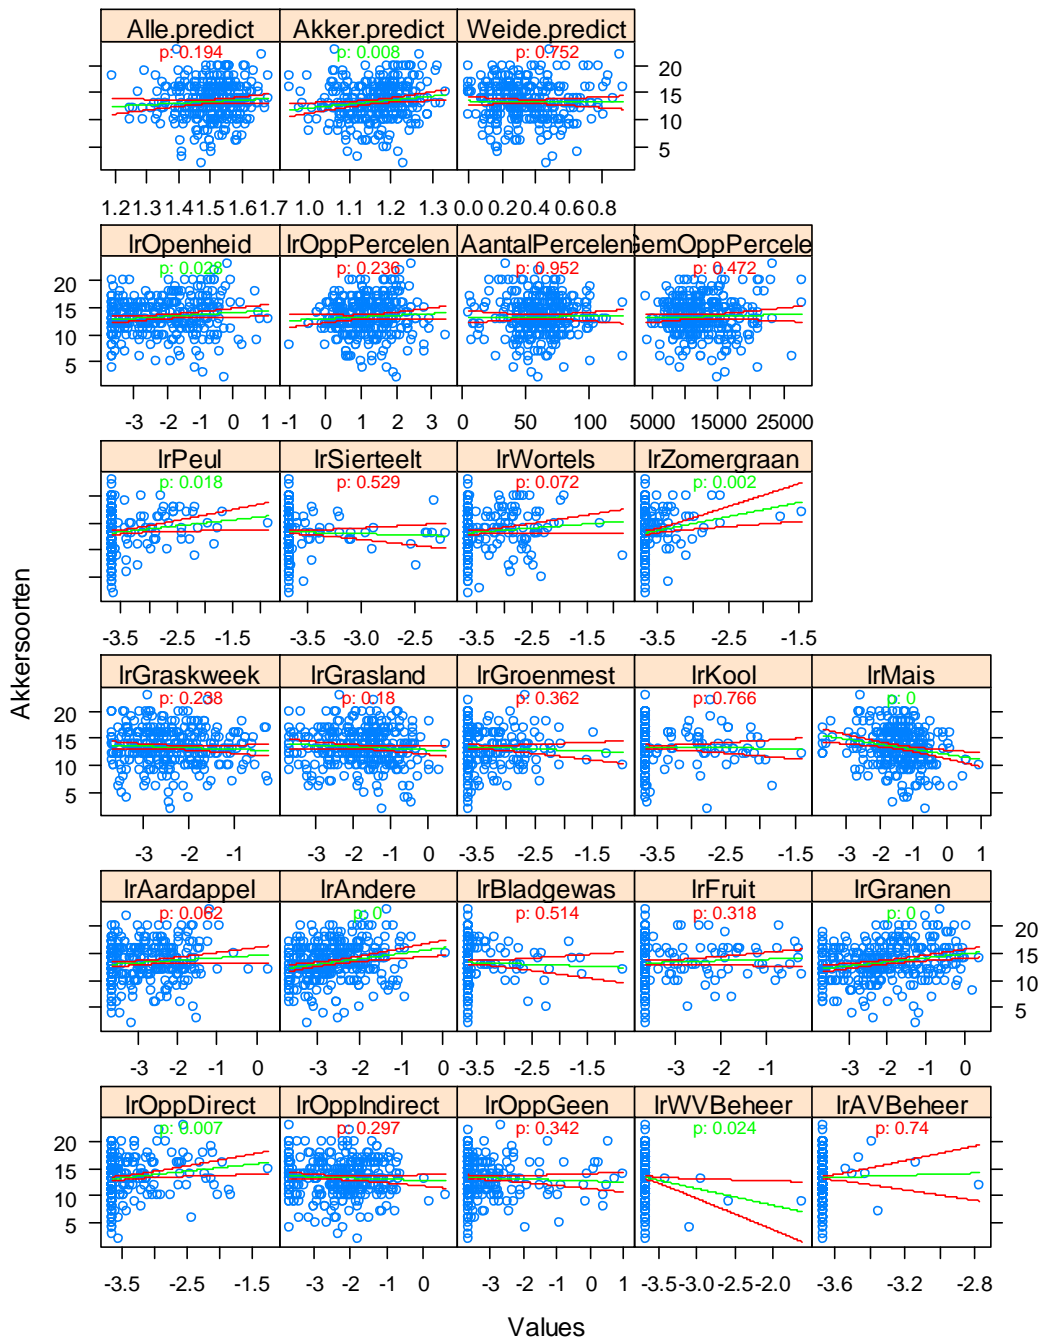 Alle.predict Akker.predict Weide.predict
p: 0.194 p: 0.008 p: 0.752
20
15
10
5
1.2 1.3 1.4 1.5 1.6 1.7 1.0 1.1 1.2 1.3 0.0 0.2 0.4 0.6 0.8
lrOpenheid lrOppPercelen AantalPercelen GemOppPercele
p: 0.028 p: 0.236 p: 0.952 p: 0.472
20
15
10
5
-3 -2 -1 0 1 -1 0 1 2 3 0 50 100 5000 15000 25000
lrPeul lrSierteelt lrWortels lrZomergraan
p: 0.018 p: 0.529 p: 0.072 p: 0.002
-3.5 -2.5 -1.5 -3.5 -3.0 -2.5 -3.5 -2.5 -1.5 -3.5 -2.5 -1.5
Akkersoorten
lrGraskweek lrGrasland lrGroenmest lrKool lrMais
p: 0.238 p: 0.18 p: 0.362 p: 0.766 p: 0
20
15
10
5
-3 -2 -1 -3 -2 -1 0 -3.5 -2.5 -1.5 -3.5 -2.5 -1.5 -3 -2 -1 0 1
lrAardappel lrAndere lrBladgewas lrFruit lrGranen
p: 0.062 p: 0 p: 0.514 p: 0.318 p: 0
20
15
10
5
-3 -2 -1 0 -3 -2 -1 0 -3.5 -2.5 -1.5 -3 -2 -1 -3 -2 -1 0
lrOppDirect lrOppIndirect lrOppGeen lrWVBeheer lrAVBeheer
p: 0.007 p: 0.297 p: 0.342 p: 0.024 p: 0.74
20
15
10
5
-3.5 -2.5 -1.5 -3 -2 -1 0 -3 -2 -1 0 1 -3.5 -3.0 -2.5 -2.0 -3.6 -3.2 -2.8
Values